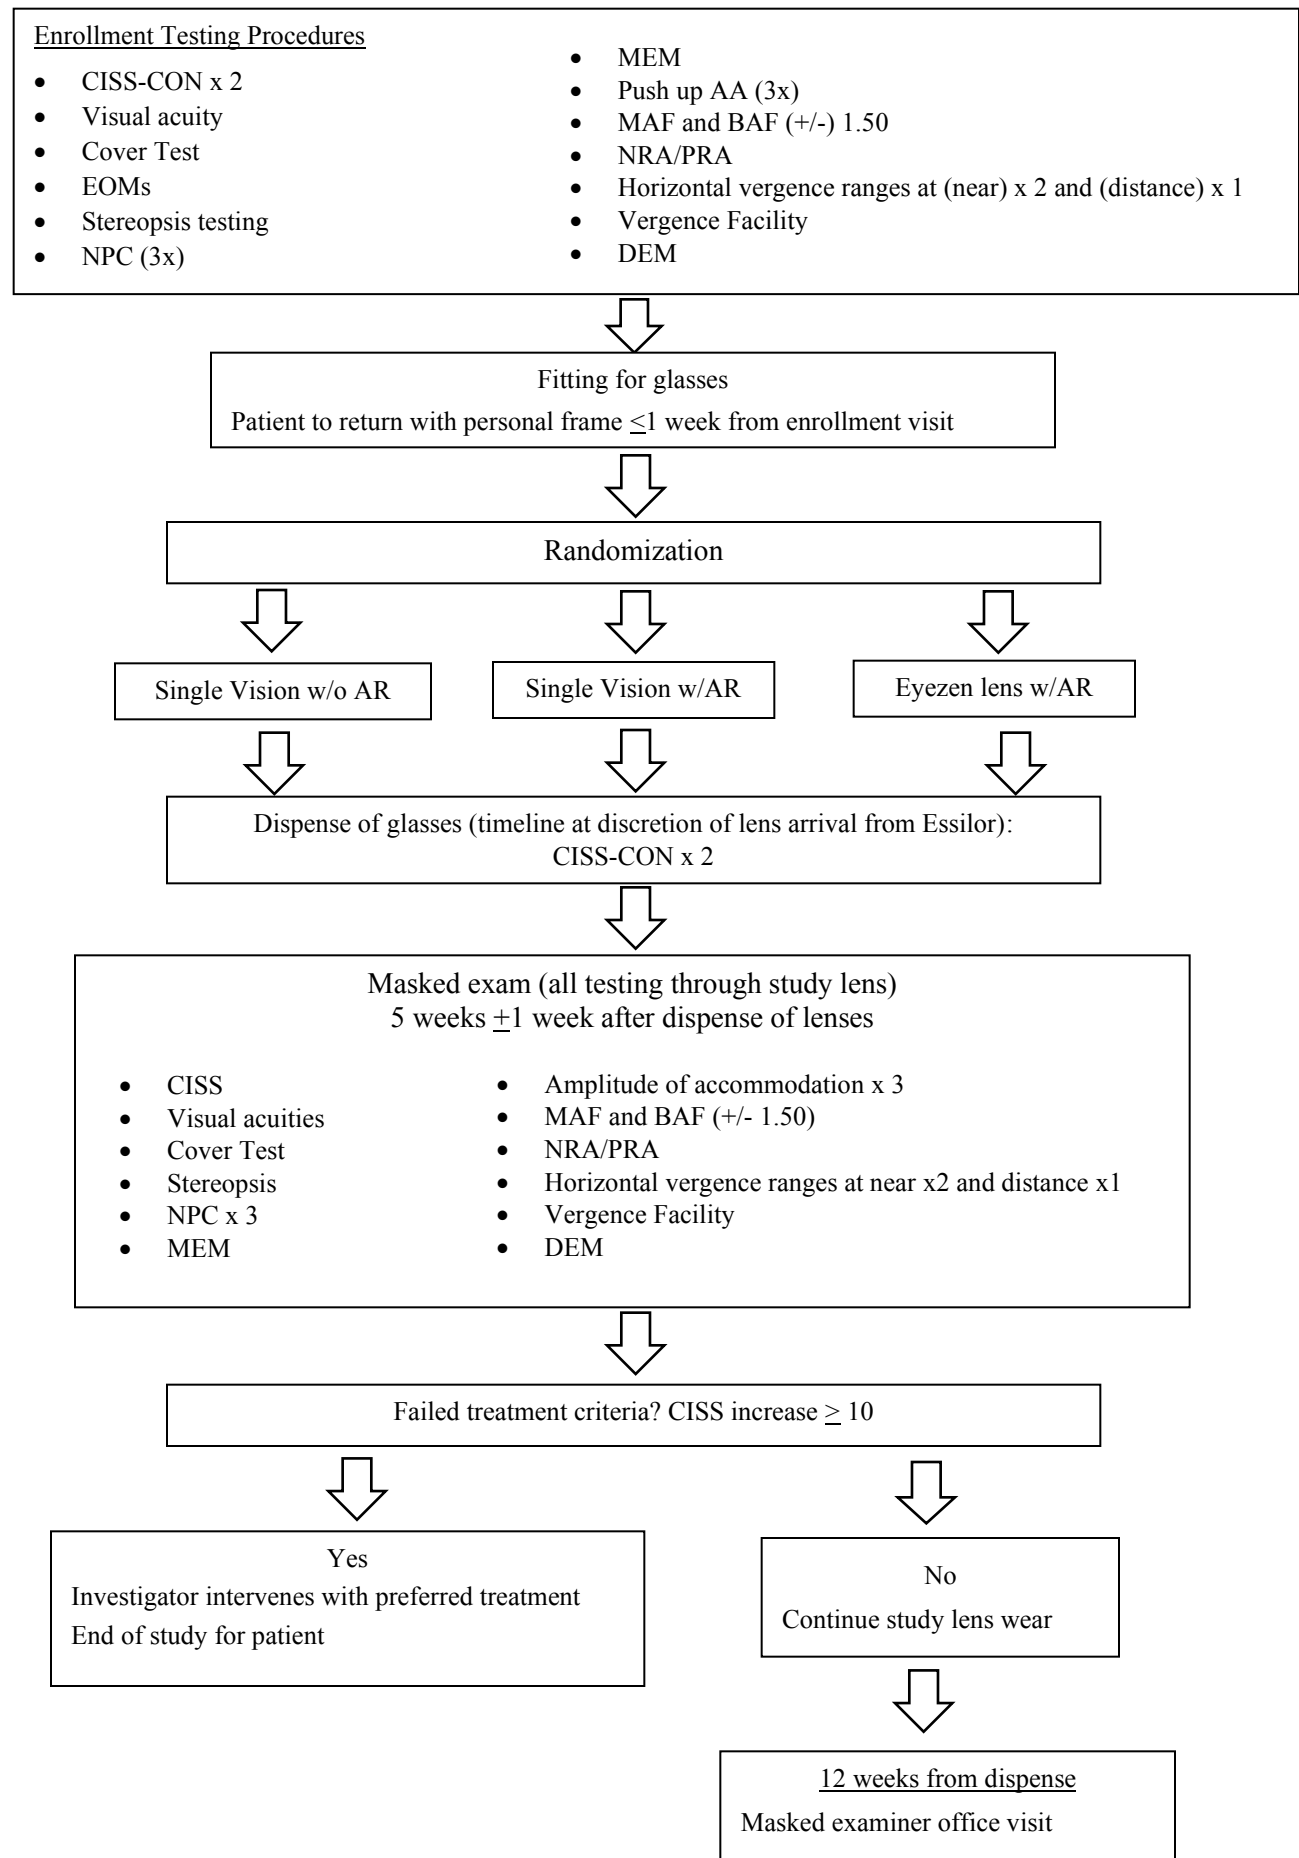 Enrollment Testing Procedures
• CISS-CON x 2
• Visual acuity
• Cover Test
• EOMs
• Stereopsis testing
• NPC (3x)
• MEM
• Push up AA (3x)
• MAF and BAF (+/-) 1.50
• NRA/PRA
• Horizontal vergence ranges at (near) x 2 and (distance) x 1
• Vergence Facility
• DEM
Fitting for glasses
Patient to return with personal frame ≤1 week from enrollment visit
Randomization
Single Vision w/o AR
Single Vision w/AR
Eyezen lens w/AR
Dispense of glasses (timeline at discretion of lens arrival from Essilor):
CISS-CON x 2
Masked exam (all testing through study lens)
5 weeks ±1 week after dispense of lenses
• CISS
• Visual acuities
• Cover Test
• Stereopsis
• NPC x 3
• MEM
• Amplitude of accommodation x 3
• MAF and BAF (+/- 1.50)
• NRA/PRA
• Horizontal vergence ranges at near x2 and distance x1
• Vergence Facility
• DEM
Failed treatment criteria? CISS increase ≥ 10
Yes
Investigator intervenes with preferred treatment
End of study for patient
No
Continue study lens wear
12 weeks from dispense
Masked examiner office visit